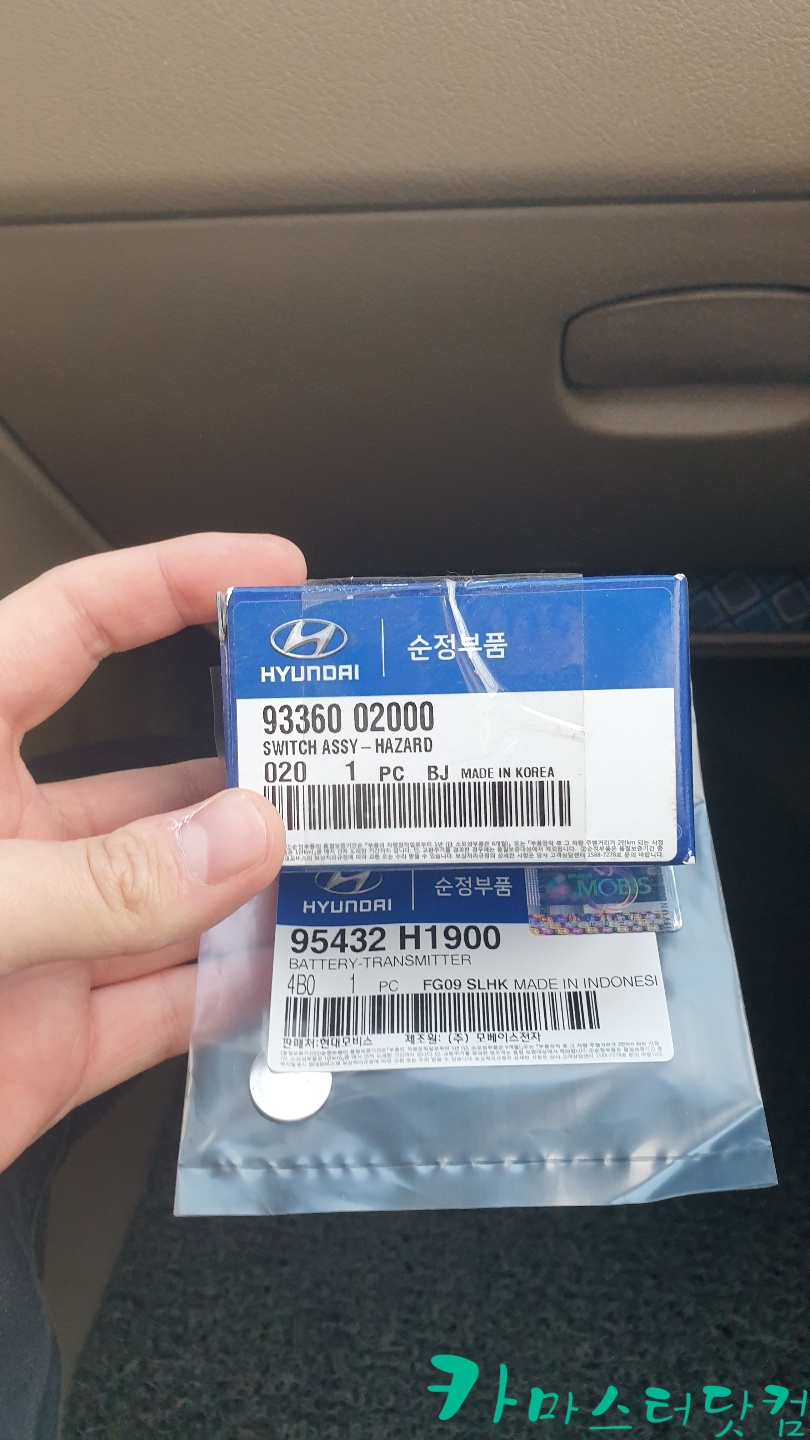 HYUNDAI 순정부품
93360 02000
SWITCH ASSY – HAZARD
020 1 PC BJ MADE IN KOREA
HYUNDAI 순정부품
MOBIS
95432 H1900
BATTERY-TRANSMITTER
4B0 1 PC FG09 SLHK MADE IN INDONESI
판매처:현대모비스 제조원: (주) 모베이스전자
카마스터닷컴